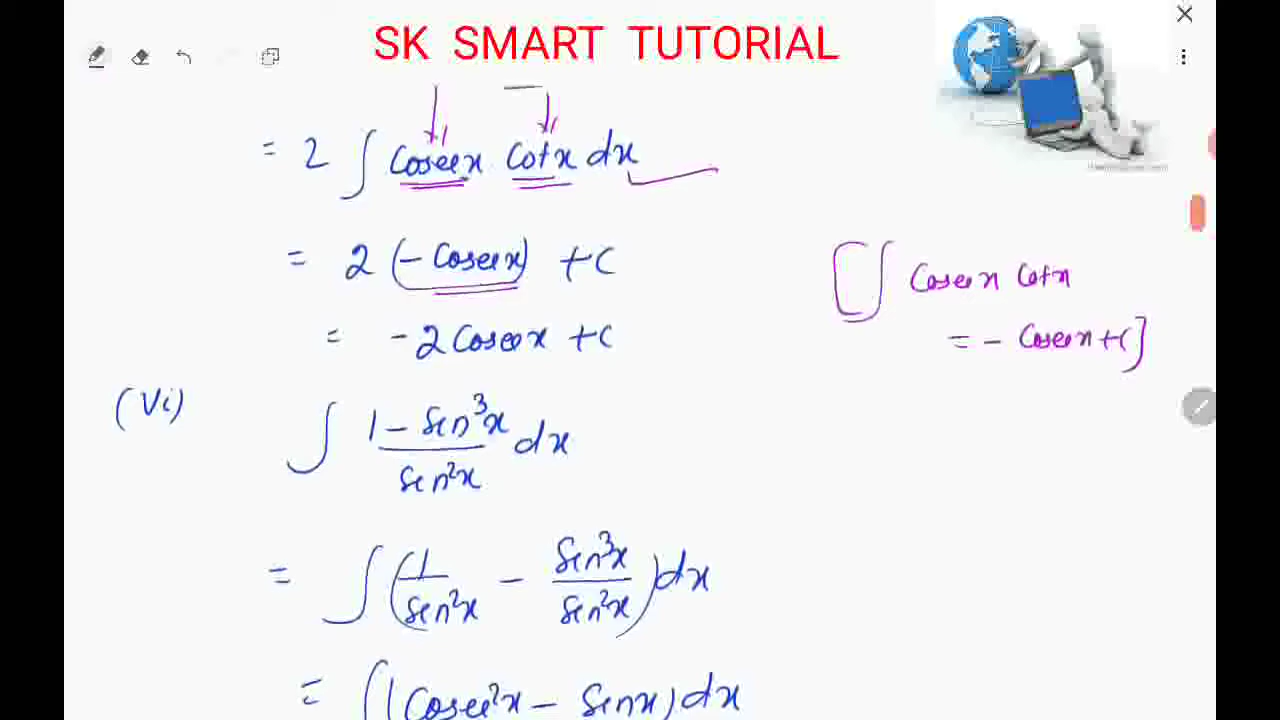 SK SMART TUTORIAL
= 2 ∫ Cosecx Cotx dx
= 2 (-Cosecx) + C
∫ Cosecx Cotx
= - Cosecx + C]
= -2 Cosecx + C
(Vi)
∫ (1 - Sin³x)/(Sin²x) dx
= ∫ (1/Sin²x - Sin³x/Sin²x) dx
= ∫ (Cosec²x - Sinx) dx